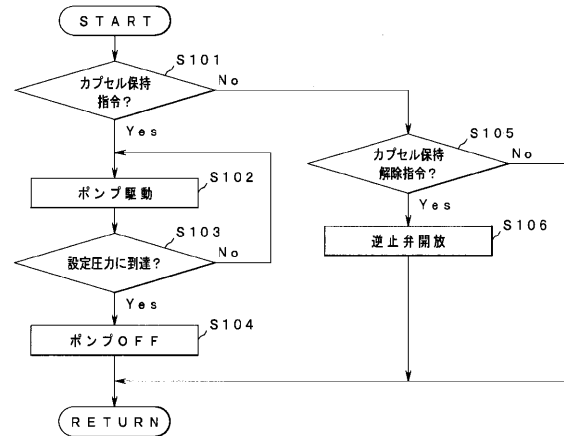 START
S101
カプセル保持
指令?
No
Yes
S105
カプセル保持
解除指令?
No
Yes
S102
ポンプ駆動
S106
逆止弁開放
S103
設定圧力に到達?
No
Yes
S104
ポンプOFF
RETURN